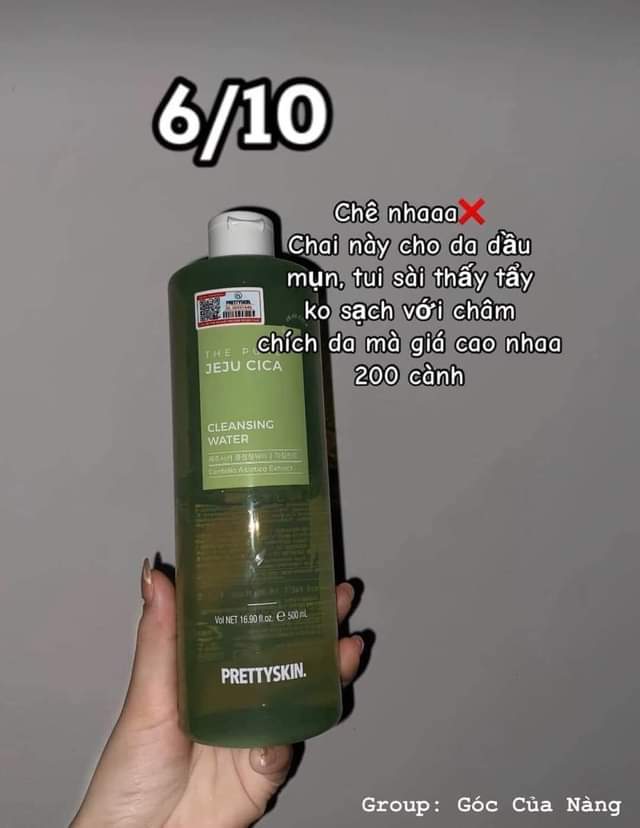 6/10
Chê nhaaa❌
Chai này cho da dầu
mụn, tui sài thấy tẩy
ko sạch với châm
chích da mà giá cao nhaa
200 cành
PRETTYSKIN.
JEJU CICA
CLEANSING
WATER
Centella Asiatica Extract
Vol NET 16.90 fl.oz. ℮ 500 mL
PRETTYSKIN.
Group: Góc Của Nàng